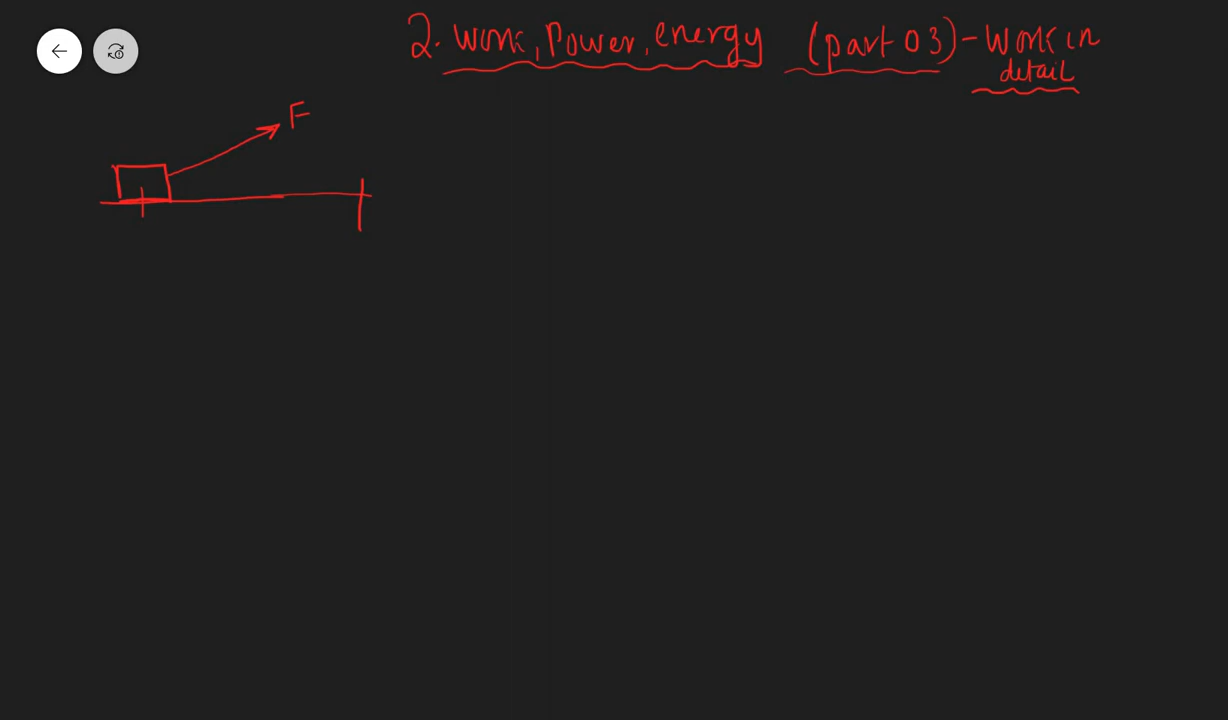 2. Work, Power, energy (part 03) - Work in
detail
F